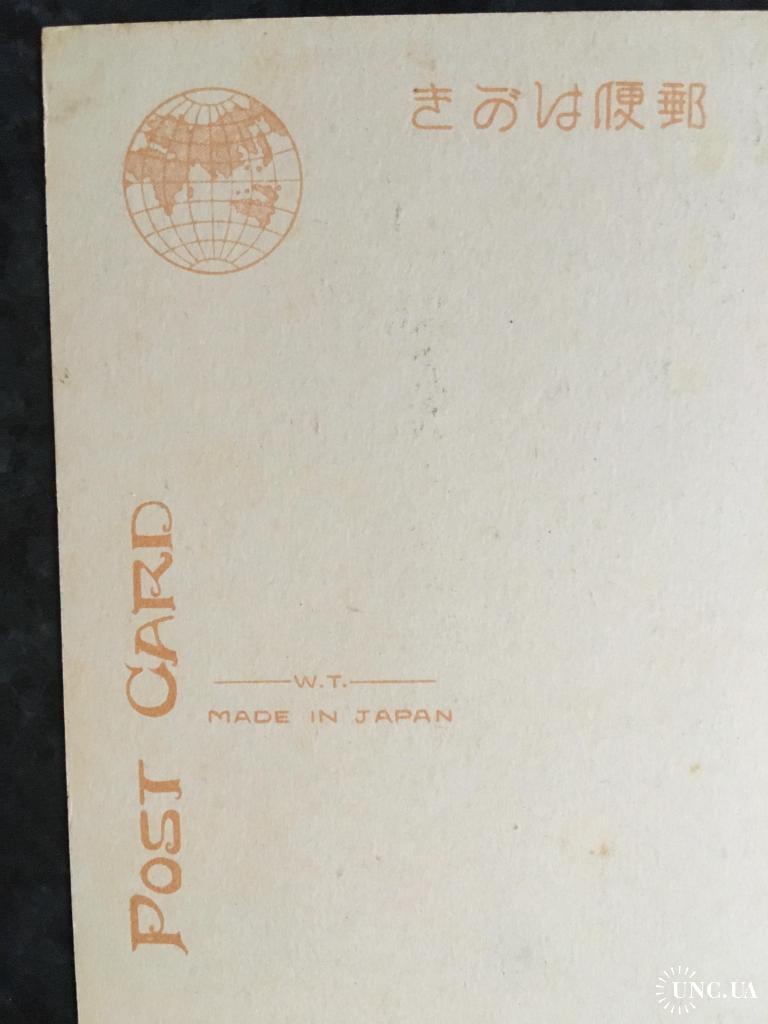 郵便はがき
POST CARD
W.T.
MADE IN JAPAN
UNC.UA